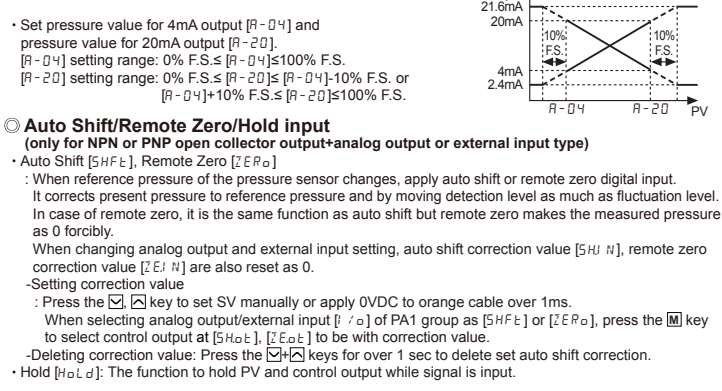 • Set pressure value for 4mA output [A-04] and
pressure value for 20mA output [A-20].
[A-04] setting range: 0% F.S.≤ [A-04]≤100% F.S.
[A-20] setting range: 0% F.S.≤ [A-20]≤ [A-04]-10% F.S. or
[A-04]+10% F.S.≤ [A-20]≤100% F.S.
21.6mA
20mA
10%
F.S.
10%
F.S.
4mA
2.4mA
A-04
A-20
PV
◎ Auto Shift/Remote Zero/Hold input
(only for NPN or PNP open collector output+analog output or external input type)
• Auto Shift [SHFt], Remote Zero [ZERo]
: When reference pressure of the pressure sensor changes, apply auto shift or remote zero digital input.
It corrects present pressure to reference pressure and by moving detection level as much as fluctuation level.
In case of remote zero, it is the same function as auto shift but remote zero makes the measured pressure
as 0 forcibly.
When changing analog output and external input setting, auto shift correction value [SH.IN], remote zero
correction value [ZE.IN] are also reset as 0.
-Setting correction value
: Press the ⌄, ⌃ key to set SV manually or apply 0VDC to orange cable over 1ms.
When selecting analog output/external input [I/o] of PA1 group as [SHFt] or [ZERo], press the M key
to select control output at [SH.ot], [ZE.ot] to be with correction value.
-Deleting correction value: Press the ⌄+⌃ keys for over 1 sec to delete set auto shift correction.
• Hold [HoLd]: The function to hold PV and control output while signal is input.